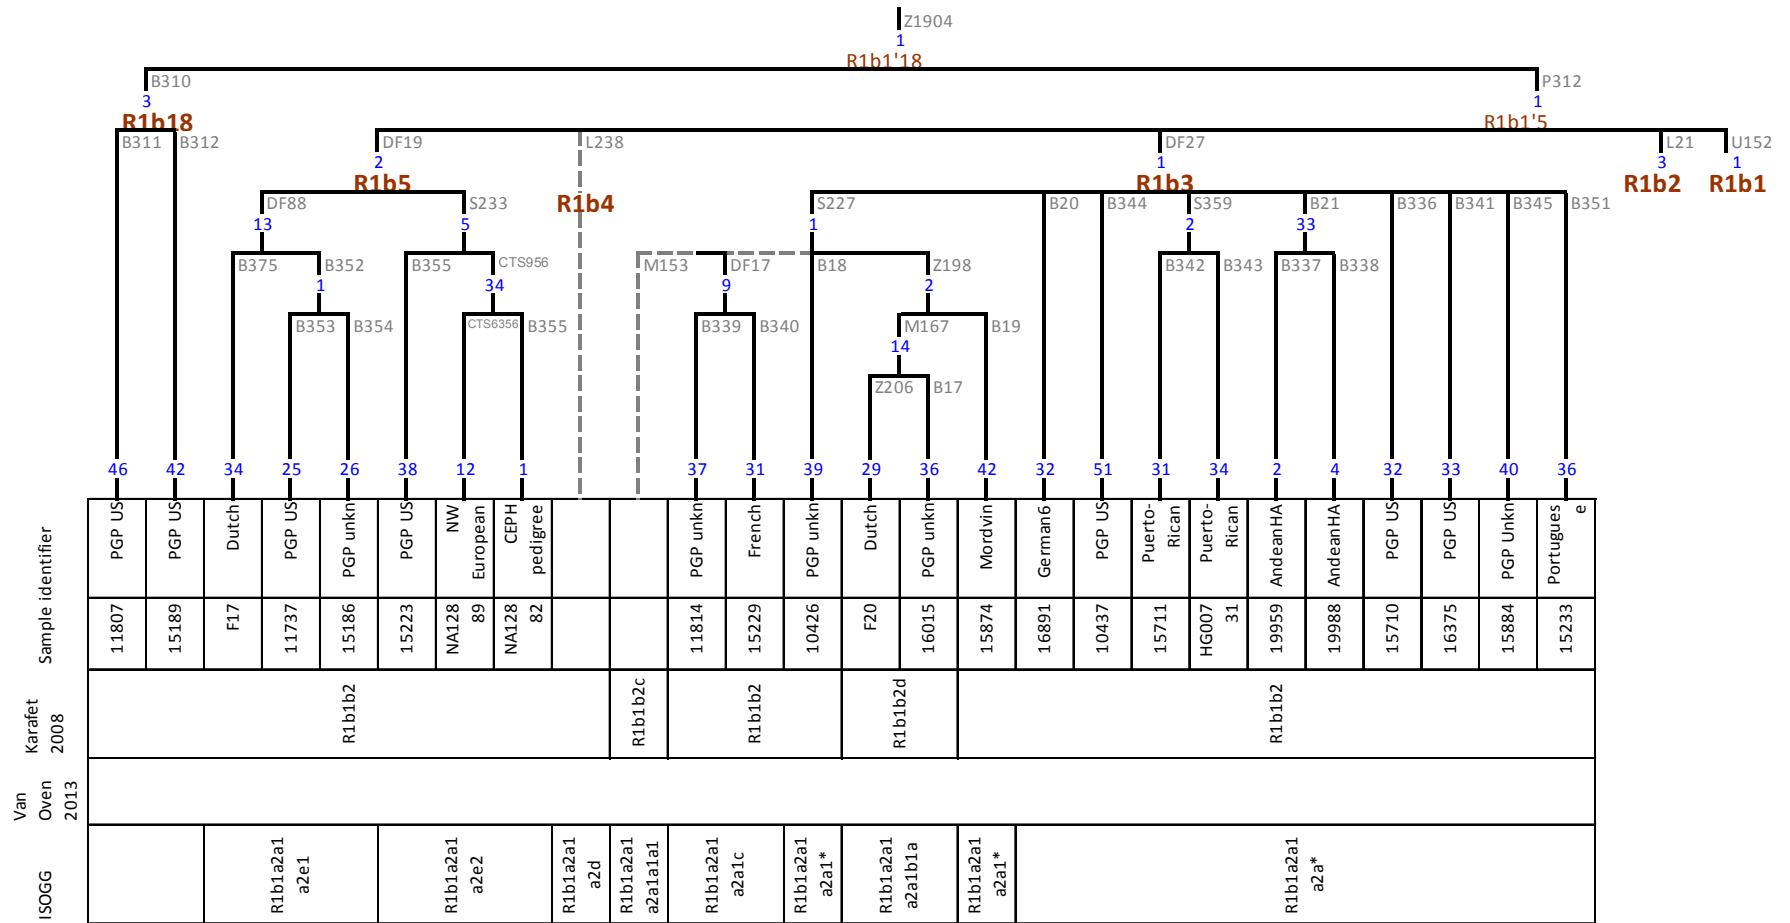 Z1904
1
R1b1'18
B310
P312
3
1
R1b18
R1b1'5
B311
B312
DF19
L238
DF27
L21
U152
2
1
3
1
R1b5
R1b4
R1b3
R1b2
R1b1
DF88
S233
S227
B20
B344
S359
B21
B336
B341
B345
B351
13
5
1
2
33
B375
B352
B355
CTS956
M153
DF17
B18
Z198
B342
B343
B337
B338
1
34
9
2
B353
B354
CTS6356
B355
B339
B340
M167
B19
14
Z206
B17
46 42 34 25 26 38 12 1 37 31 39 29 36 42 32 51 31 34 2 4 32 33 40 36
Sample identifier
PGP US
PGP US
Dutch
PGP US
PGP unkn
PGP US
NW
European
CEPH
pedigree
PGP unkn
French
PGP unkn
Dutch
PGP unkn
Mordvin
German6
PGP US
Puerto-
Rican
Puerto-
Rican
AndeanHA
AndeanHA
PGP US
PGP US
PGP Unkn
Portugues
e
11807
15189
F17
11737
15186
15223
NA128
89
NA128
82
11814
15229
10426
F20
16015
15874
16891
10437
15711
HG007
31
19959
19988
15710
16375
15884
15233
Karafet
2008
R1b1b2
R1b1b2c
R1b1b2
R1b1b2d
R1b1b2
Van
Oven
2013
ISOGG
R1b1a2a1
a2e1
R1b1a2a1
a2e2
R1b1a2a1
a2d
R1b1a2a1
a2a1a1a1
R1b1a2a1
a2a1c
R1b1a2a1
a2a1*
R1b1a2a1
a2a1b1a
R1b1a2a1
a2a1*
R1b1a2a1
a2a*